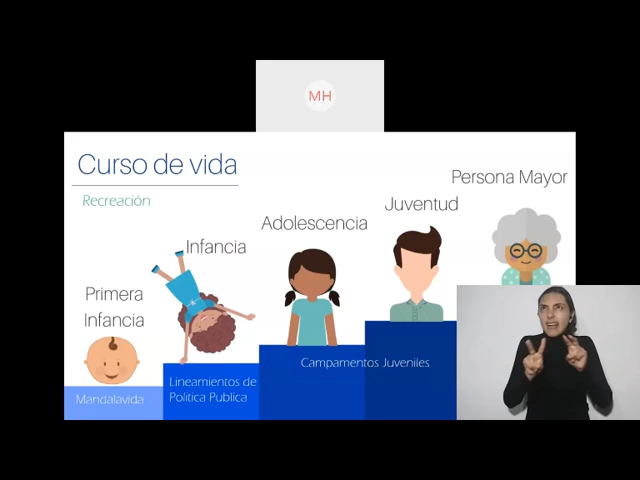 MH
Curso de vida
Recreación
Persona Mayor
Juventud
Adolescencia
Infancia
Primera
Infancia
Campamentos Juveniles
Lineamientos de
Política Publica
Mandalavida